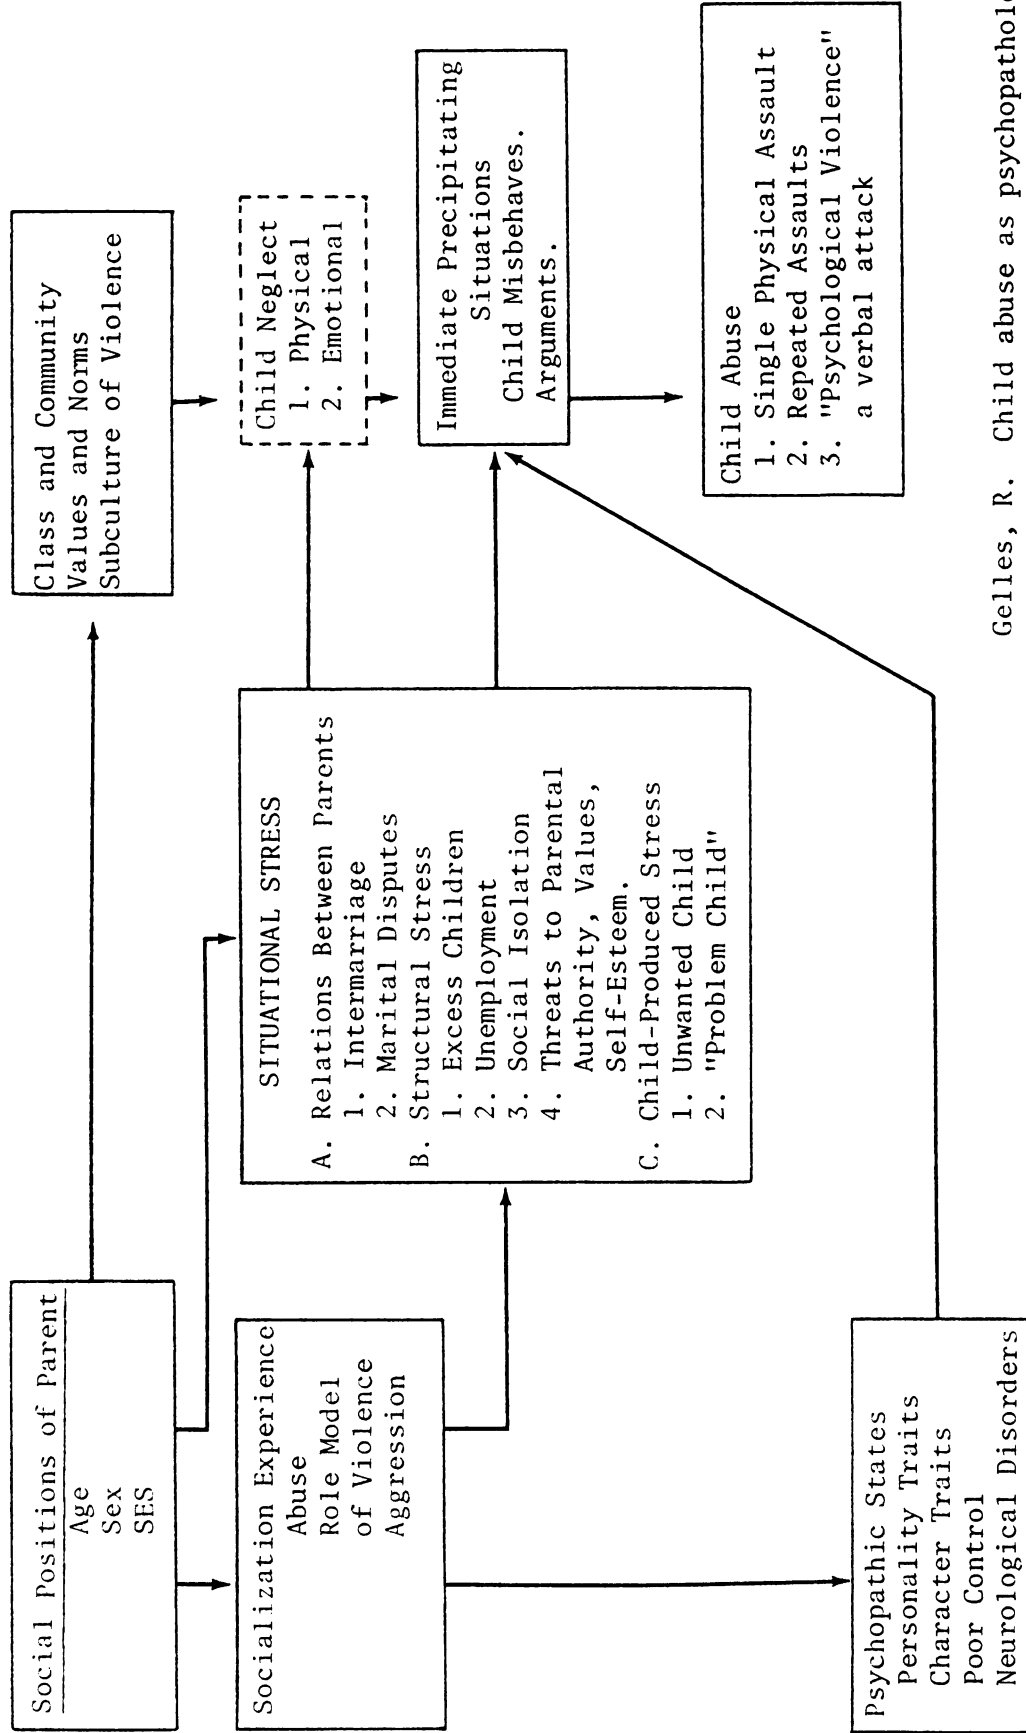 Social Positions of Parent
Age
Sex
SES
Class and Community
Values and Norms
Subculture of Violence
Socialization Experience
Abuse
Role Model
of Violence
Aggression
SITUATIONAL STRESS
A. Relations Between Parents
1. Intermarriage
2. Marital Disputes
B. Structural Stress
1. Excess Children
2. Unemployment
3. Social Isolation
4. Threats to Parental
Authority, Values,
Self-Esteem.
C. Child-Produced Stress
1. Unwanted Child
2. "Problem Child"
Child Neglect
1. Physical
2. Emotional
Immediate Precipitating
Situations
Child Misbehaves.
Arguments.
Psychopathic States
Personality Traits
Character Traits
Poor Control
Neurological Disorders
Child Abuse
1. Single Physical Assault
2. Repeated Assaults
3. "Psychological Violence"
a verbal attack
Gelles, R. Child abuse as